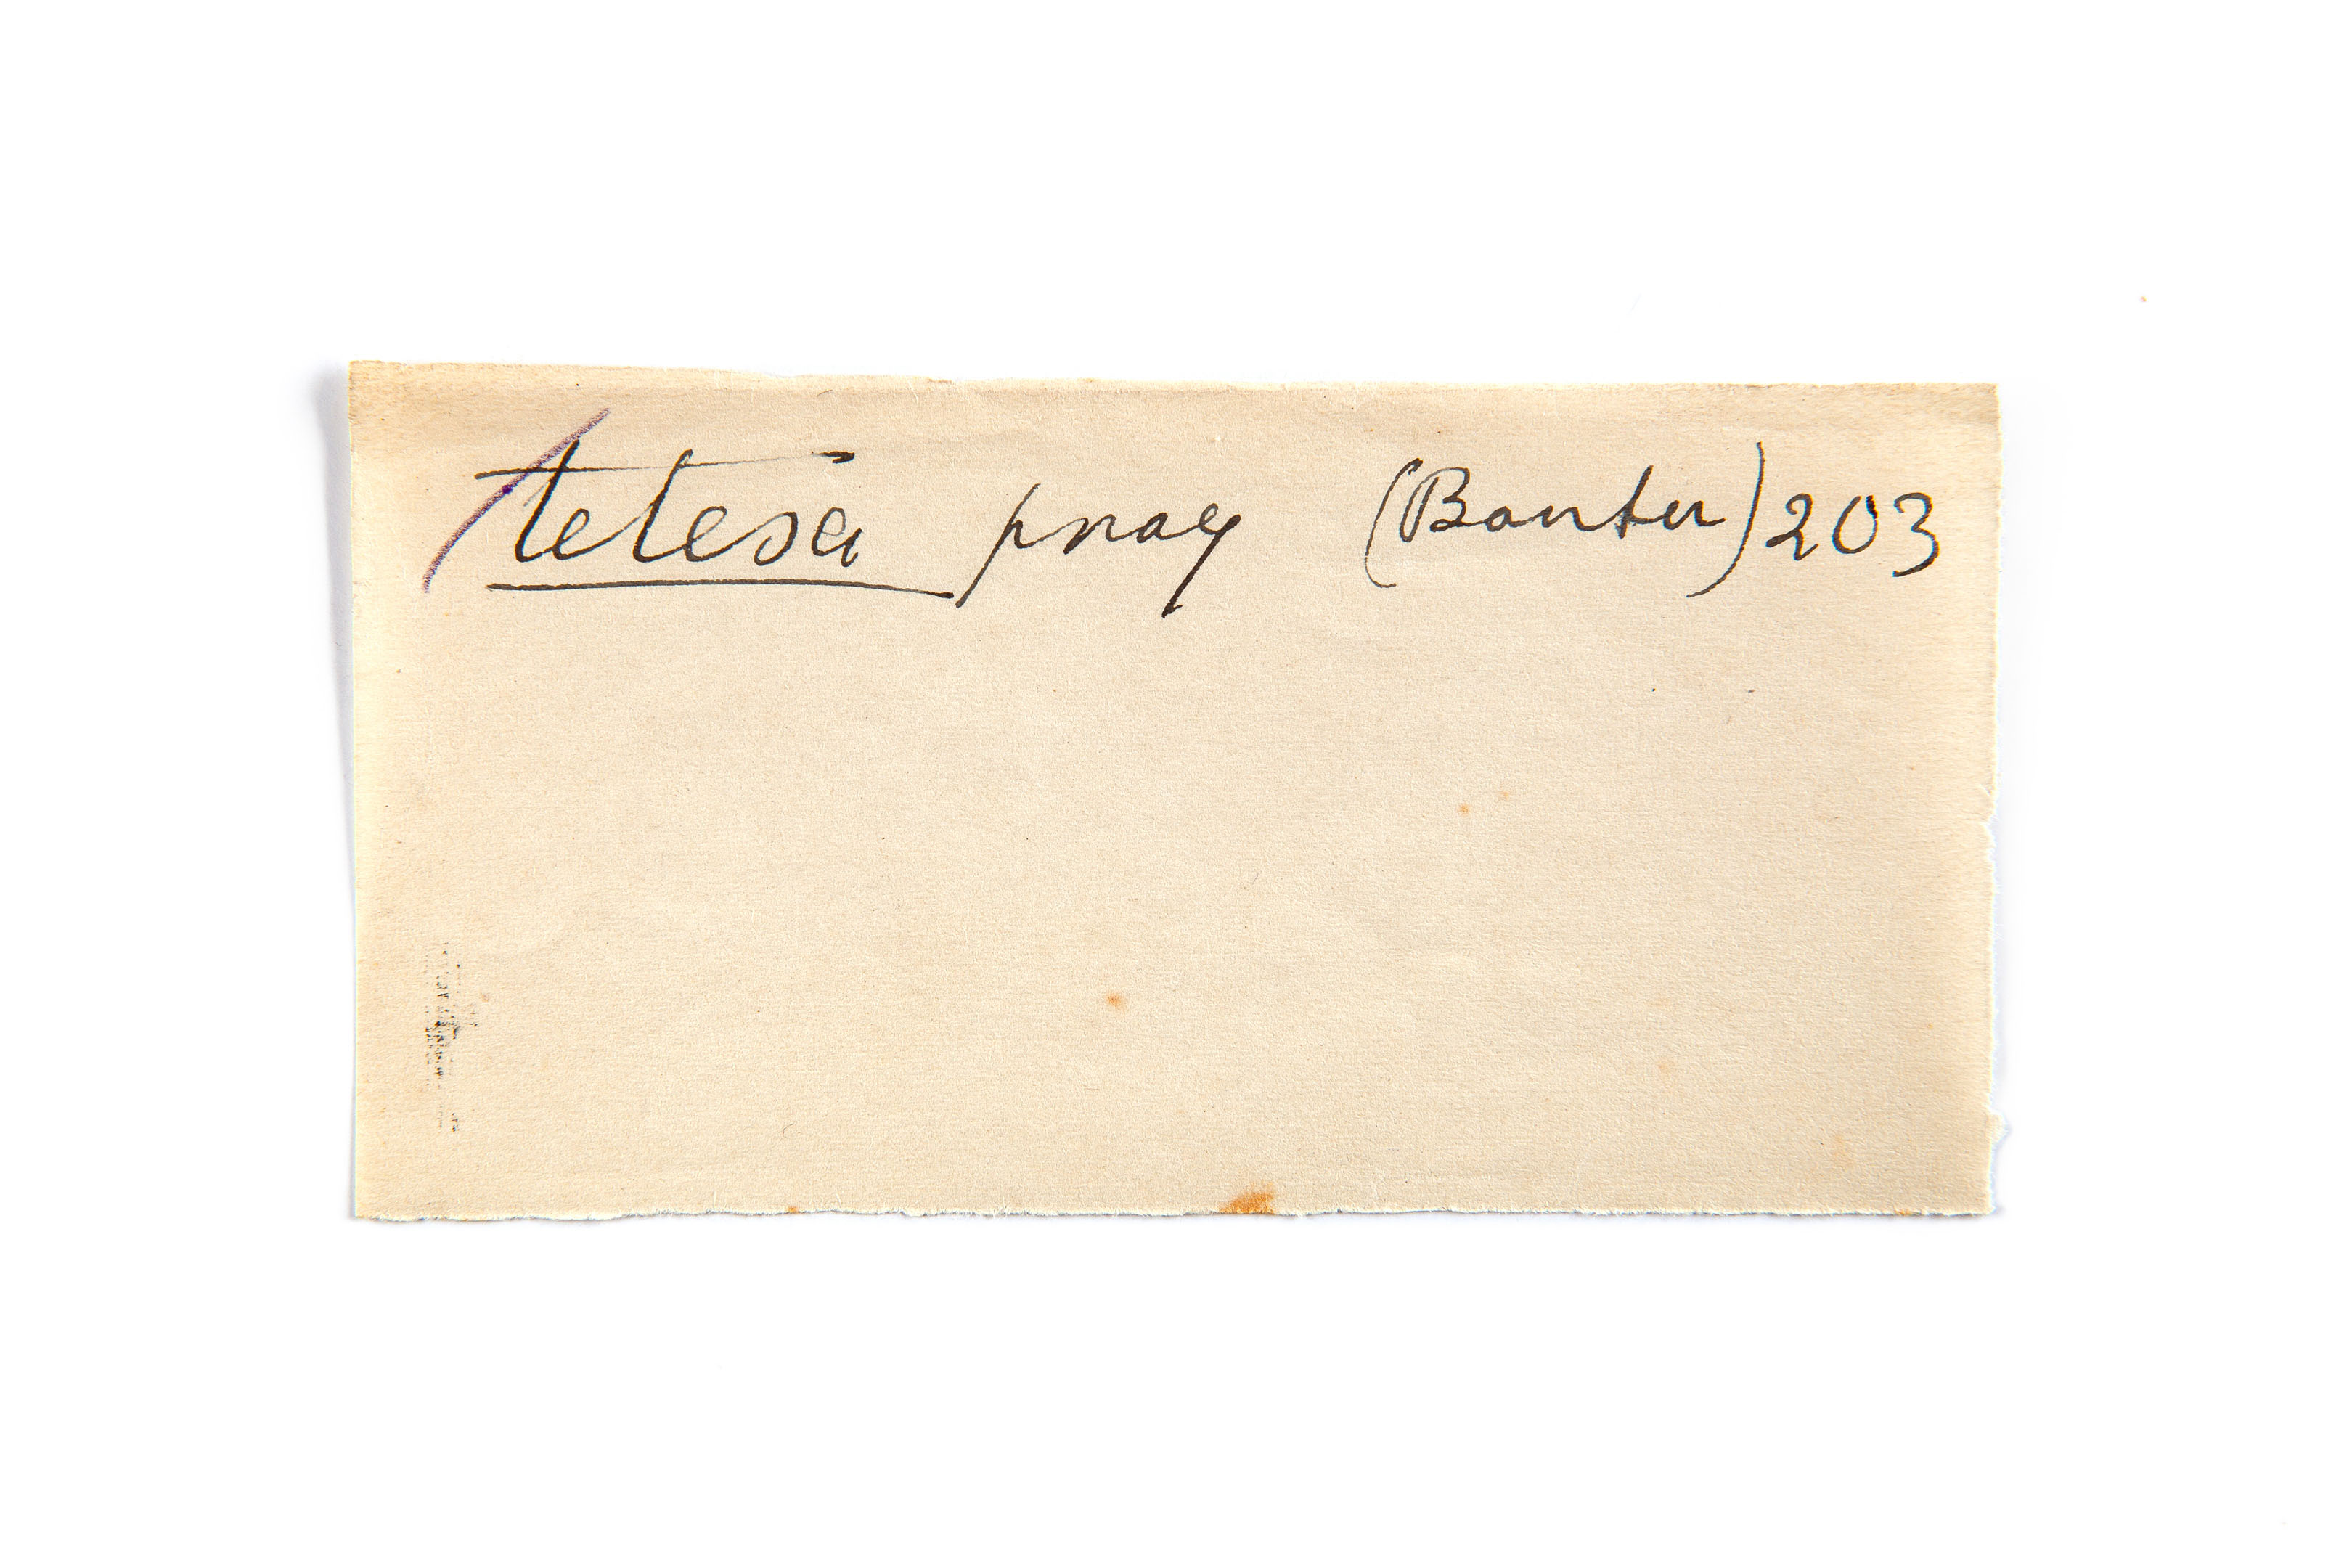 tetesa pray (Bantu) 203